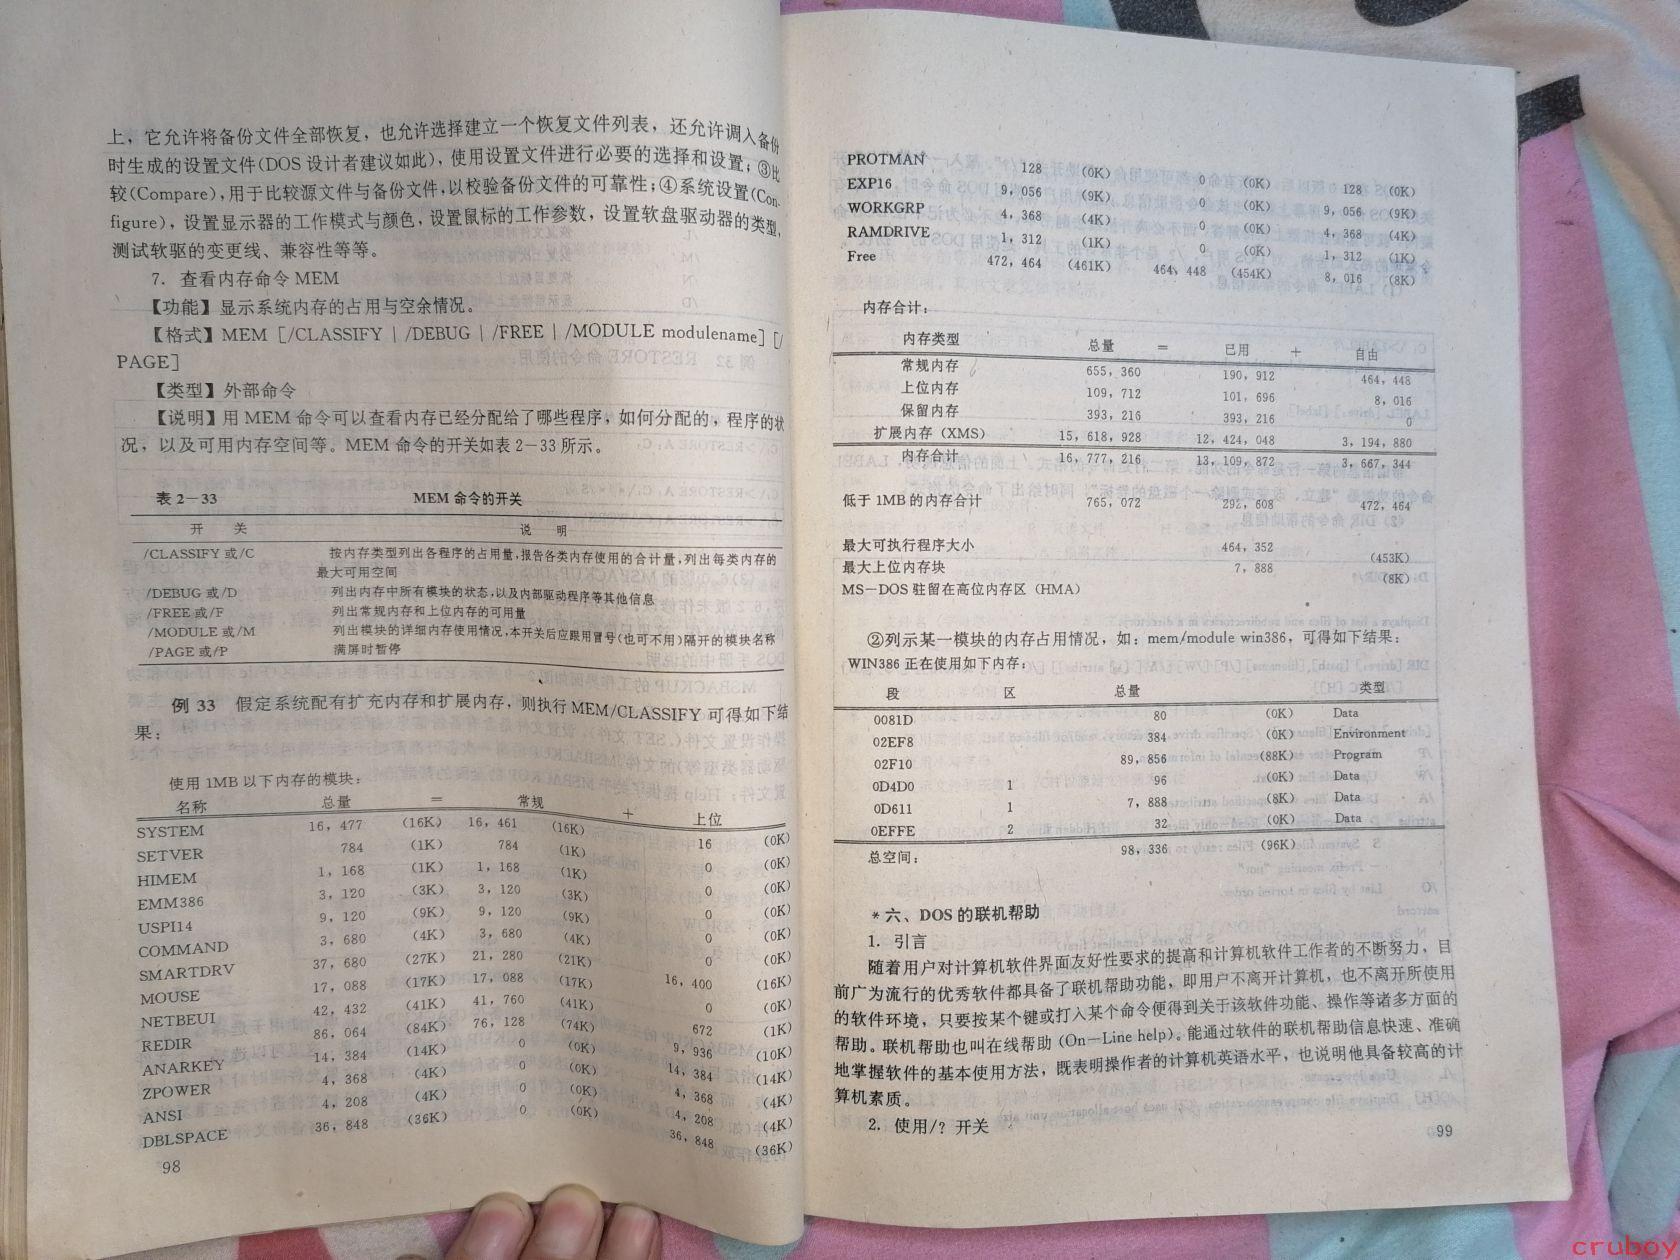 上，它允许将备份文件全部恢复，也允许选择建立一个恢复文件列表，还允许调入备份
时生成的设置文件(DOS 设计者建议如此)，使用设置文件进行必要的选择和设置；③比
较(Compare)，用于比较源文件与备份文件，以校验备份文件的可靠性；④系统设置(Con-
figure)，设置显示器的工作模式与颜色，设置鼠标的工作参数，设置软盘驱动器的类型，
测试软驱的变更线、兼容性等等。
7. 查看内存命令 MEM
【功能】显示系统内存的占用与空余情况。
【格式】MEM [/CLASSIFY | /DEBUG | /FREE | /MODULE modulename] [/
PAGE]
【类型】外部命令
【说明】用 MEM 命令可以查看内存已经分配给了哪些程序，如何分配的，程序的状
况，以及可用内存空间等。MEM 命令的开关如表 2－33 所示。
表 2－33 MEM 命令的开关
开 关 说 明
/CLASSIFY 或/C 按内存类型列出各程序的占用量，报告各类内存使用的合计量，列出每类内存的
最大可用空间
/DEBUG 或/D 列出内存中所有模块的状态，以及内部驱动程序等其他信息
/FREE 或/F 列出常规内存和上位内存的可用量
/MODULE 或/M 列出模块的详细内存使用情况，本开关后应跟用冒号(也可不用)隔开的模块名称
/PAGE 或/P 满屏时暂停
例 33 假定系统配有扩充内存和扩展内存，则执行 MEM/CLASSIFY 可得如下结
果：
使用 1MB 以下内存的模块：
名称 总量 = 常规 + 上位
SYSTEM 16，477 (16K) 16，461 (16K) 16 (0K)
SETVER 784 (1K) 784 (1K) 0 (0K)
HIMEM 1，168 (1K) 1，168 (1K) 0 (0K)
EMM386 3，120 (3K) 3，120 (3K) 0 (0K)
USPI14 9，120 (9K) 9，120 (9K) 0 (0K)
COMMAND 3，680 (4K) 3，680 (4K) 0 (0K)
SMARTDRV 37，680 (27K) 21，280 (21K) 16，400 (16K)
MOUSE 17，088 (17K) 17，088 (17K) 0 (0K)
NETBEUI 42，432 (41K) 41，760 (41K) 672 (1K)
REDIR 86，064 (84K) 76，128 (74K) 9，936 (10K)
ANARKEY 14，384 (14K) 0 (0K) 14，384 (14K)
ZPOWER 4，368 (4K) 0 (0K) 4，368 (4K)
ANSI 4，208 (4K) 0 (0K) 4，208 (4K)
DBLSPACE 36，848 (36K) 0 (0K) 36，848 (36K)
98
PROTMAN 128 (0K) 0 (0K) 128 (0K)
EXP16 9，056 (9K) 0 (0K) 9，056 (9K)
WORKGRP 4，368 (4K) 0 (0K) 4，368 (4K)
RAMDRIVE 1，312 (1K) 0 (0K) 1，312 (1K)
Free 472，464 (461K) 464，448 (454K) 8，016 (8K)
内存合计：
内存类型 总量 = 已用 + 自由
常规内存 655，360 190，912 464，448
上位内存 109，712 101，696 8，016
保留内存 393，216 393，216 0
扩展内存（XMS） 15，618，928 12，424，048 3，194，880
内存合计 16，777，216 13，109，872 3，667，344
低于 1MB 的内存合计 765，072 292，608 472，464
最大可执行程序大小 464，352 (453K)
最大上位内存块 7，888 (8K)
MS－DOS 驻留在高位内存区（HMA）
②列示某一模块的内存占用情况，如：mem/module win386，可得如下结果：
WIN386 正在使用如下内存：
段 区 总量 类型
0081D 80 (0K) Data
02EF8 384 (0K) Environment
02F10 89，856 (88K) Program
0D4D0 1 96 (0K) Data
0D611 1 7，888 (8K) Data
0EFFE 2 32 (0K) Data
总空间： 98，336 (96K)
*六、DOS 的联机帮助
1. 引言
随着用户对计算机软件界面友好性要求的提高和计算机软件工作者的不断努力，目
前广为流行的优秀软件都具备了联机帮助功能，即用户不离开计算机，也不离开所使用
的软件环境，只要按某个键或打入某个命令便得到关于该软件功能、操作等诸多方面的
帮助。联机帮助也叫在线帮助（On—Line help）。能通过软件的联机帮助信息快速、准确
地掌握软件的基本使用方法，既表明操作者的计算机英语水平，也说明他具备较高的计
算机素质。
2. 使用/？开关
99
cruboy